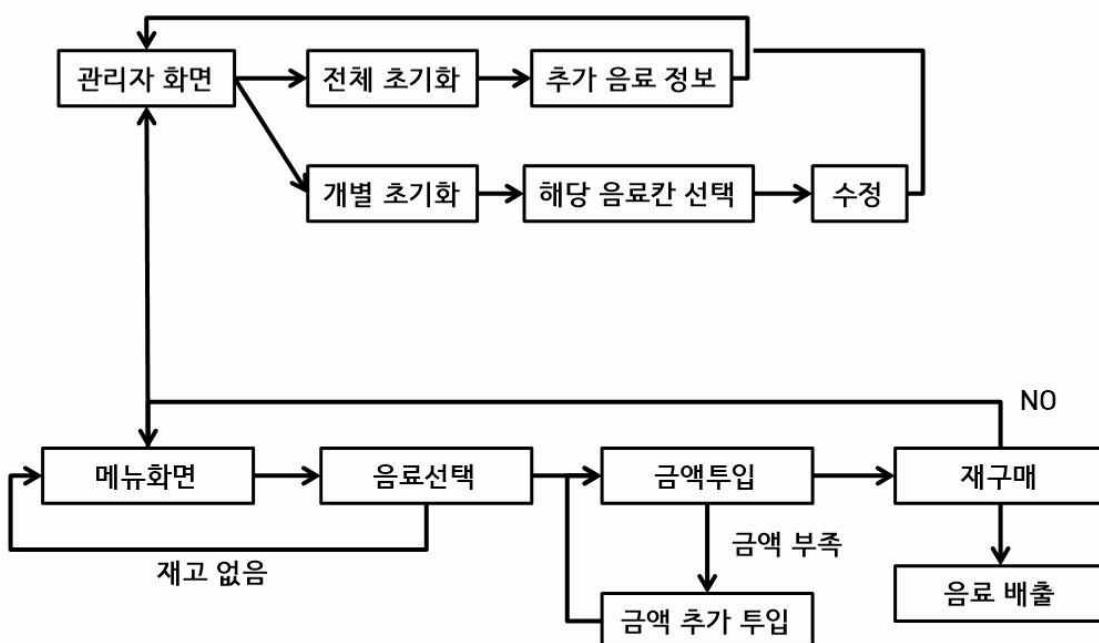 관리자 화면
전체 초기화
추가 음료 정보
개별 초기화
해당 음료칸 선택
수정
NO
메뉴화면
음료선택
금액투입
재구매
재고 없음
금액 부족
음료 배출
금액 추가 투입